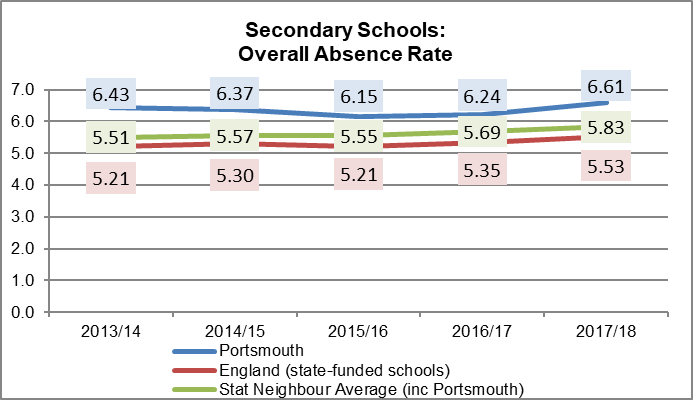 Secondary Schools:
Overall Absence Rate
7.0
6.0
5.0
4.0
3.0
2.0
1.0
0.0
6.43 6.37 6.15 6.24 6.61
5.51 5.57 5.55 5.69 5.83
5.21 5.30 5.21 5.35 5.53
2013/14 2014/15 2015/16 2016/17 2017/18
Portsmouth
England (state-funded schools)
Stat Neighbour Average (inc Portsmouth)